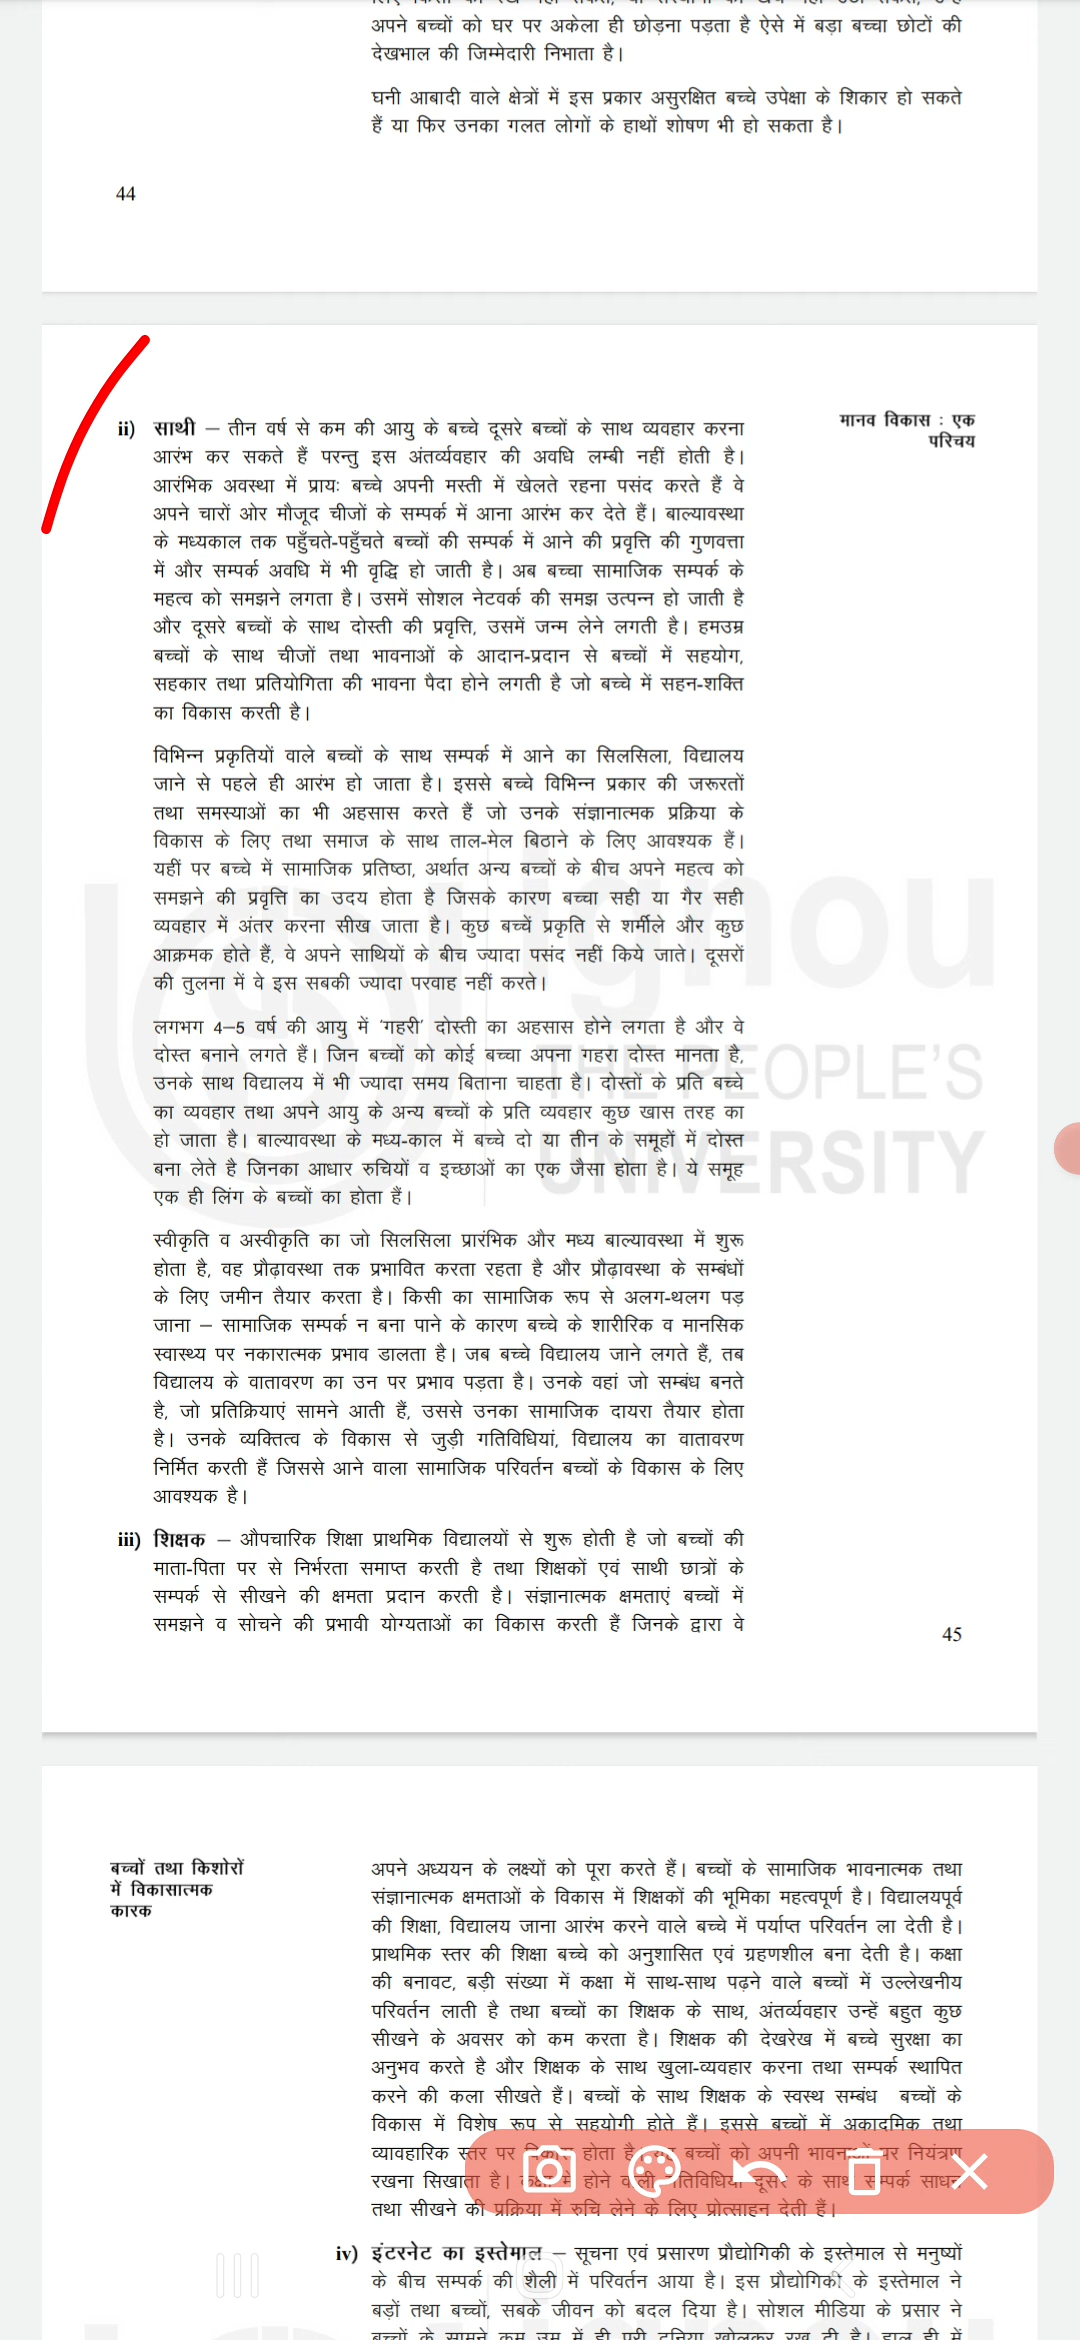 अपने बच्चों को घर पर अकेला ही छोड़ना पड़ता है ऐसे में बड़ा बच्चा छोटों की
देखभाल की जिम्मेदारी निभाता है।
घनी आबादी वाले क्षेत्रों में इस प्रकार असुरक्षित बच्चे उपेक्षा के शिकार हो सकते
हैं या फिर उनका गलत लोगों के हाथों शोषण भी हो सकता है।
44
मानव विकास : एक
परिचय
ii) साथी – तीन वर्ष से कम की आयु के बच्चे दूसरे बच्चों के साथ व्यवहार करना
आरंभ कर सकते हैं परन्तु इस अंतर्व्यवहार की अवधि लम्बी नहीं होती है।
आरंभिक अवस्था में प्रायः बच्चे अपनी मस्ती में खेलते रहना पसंद करते हैं वे
अपने चारों ओर मौजूद चीजों के सम्पर्क में आना आरंभ कर देते हैं। बाल्यावस्था
के मध्यकाल तक पहुँचते-पहुँचते बच्चों की सम्पर्क में आने की प्रवृत्ति की गुणवत्ता
में और सम्पर्क अवधि में भी वृद्धि हो जाती है। अब बच्चा सामाजिक सम्पर्क के
महत्व को समझने लगता है। उसमें सोशल नेटवर्क की समझ उत्पन्न हो जाती है
और दूसरे बच्चों के साथ दोस्ती की प्रवृत्ति, उसमें जन्म लेने लगती है। हमउम्र
बच्चों के साथ चीजों तथा भावनाओं के आदान-प्रदान से बच्चों में सहयोग,
सहकार तथा प्रतियोगिता की भावना पैदा होने लगती है जो बच्चे में सहन-शक्ति
का विकास करती है।
विभिन्न प्रकृतियों वाले बच्चों के साथ सम्पर्क में आने का सिलसिला, विद्यालय
जाने से पहले ही आरंभ हो जाता है। इससे बच्चे विभिन्न प्रकार की जरूरतों
तथा समस्याओं का भी अहसास करते हैं जो उनके संज्ञानात्मक प्रक्रिया के
विकास के लिए तथा समाज के साथ ताल-मेल बिठाने के लिए आवश्यक हैं।
यहीं पर बच्चे में सामाजिक प्रतिष्ठा, अर्थात अन्य बच्चों के बीच अपने महत्व को
समझने की प्रवृत्ति का उदय होता है जिसके कारण बच्चा सही या गैर सही
व्यवहार में अंतर करना सीख जाता है। कुछ बच्चें प्रकृति से शर्मीले और कुछ
आक्रमक होते हैं, वे अपने साथियों के बीच ज्यादा पसंद नहीं किये जाते। दूसरों
की तुलना में वे इस सबकी ज्यादा परवाह नहीं करते।
लगभग 4–5 वर्ष की आयु में 'गहरी' दोस्ती का अहसास होने लगता है और वे
दोस्त बनाने लगते हैं। जिन बच्चों को कोई बच्चा अपना गहरा दोस्त मानता है,
उनके साथ विद्यालय में भी ज्यादा समय बिताना चाहता है। दोस्तों के प्रति बच्चे
का व्यवहार तथा अपने आयु के अन्य बच्चों के प्रति व्यवहार कुछ खास तरह का
हो जाता है। बाल्यावस्था के मध्य-काल में बच्चे दो या तीन के समूहों में दोस्त
बना लेते है जिनका आधार रुचियों व इच्छाओं का एक जैसा होता है। ये समूह
एक ही लिंग के बच्चों का होता हैं।
ignou
THE PEOPLE'S
UNIVERSITY
स्वीकृति व अस्वीकृति का जो सिलसिला प्रारंभिक और मध्य बाल्यावस्था में शुरू
होता है, वह प्रौढ़ावस्था तक प्रभावित करता रहता है और प्रौढ़ावस्था के सम्बंधों
के लिए जमीन तैयार करता है। किसी का सामाजिक रूप से अलग-थलग पड़
जाना – सामाजिक सम्पर्क न बना पाने के कारण बच्चे के शारीरिक व मानसिक
स्वास्थ्य पर नकारात्मक प्रभाव डालता है। जब बच्चे विद्यालय जाने लगते हैं, तब
विद्यालय के वातावरण का उन पर प्रभाव पड़ता है। उनके वहां जो सम्बंध बनते
है, जो प्रतिक्रियाएं सामने आती हैं, उससे उनका सामाजिक दायरा तैयार होता
है। उनके व्यक्तित्व के विकास से जुड़ी गतिविधियां, विद्यालय का वातावरण
निर्मित करती हैं जिससे आने वाला सामाजिक परिवर्तन बच्चों के विकास के लिए
आवश्यक है।
iii) शिक्षक – औपचारिक शिक्षा प्राथमिक विद्यालयों से शुरू होती है जो बच्चों की
माता-पिता पर से निर्भरता समाप्त करती है तथा शिक्षकों एवं साथी छात्रों के
सम्पर्क से सीखने की क्षमता प्रदान करती है। संज्ञानात्मक क्षमताएं बच्चों में
समझने व सोचने की प्रभावी योग्यताओं का विकास करती हैं जिनके द्वारा वे
45
बच्चों तथा किशोरों
में विकासात्मक
कारक
अपने अध्ययन के लक्ष्यों को पूरा करते हैं। बच्चों के सामाजिक भावनात्मक तथा
संज्ञानात्मक क्षमताओं के विकास में शिक्षकों की भूमिका महत्वपूर्ण है। विद्यालयपूर्व
की शिक्षा, विद्यालय जाना आरंभ करने वाले बच्चे में पर्याप्त परिवर्तन ला देती है।
प्राथमिक स्तर की शिक्षा बच्चे को अनुशासित एवं ग्रहणशील बना देती है। कक्षा
की बनावट, बड़ी संख्या में कक्षा में साथ-साथ पढ़ने वाले बच्चों में उल्लेखनीय
परिवर्तन लाती है तथा बच्चों का शिक्षक के साथ, अंतर्व्यवहार उन्हें बहुत कुछ
सीखने के अवसर को कम करता है। शिक्षक की देखरेख में बच्चे सुरक्षा का
अनुभव करते है और शिक्षक के साथ खुला-व्यवहार करना तथा सम्पर्क स्थापित
करने की कला सीखते हैं। बच्चों के साथ शिक्षक के स्वस्थ सम्बंध बच्चों के
विकास में विशेष रूप से सहयोगी होते हैं। इससे बच्चों में अकादमिक तथा
व्यावहारिक स्तर पर विकास होता है। बच्चों को अपनी भावनाओं पर नियंत्रण
रखना सिखाता है। कक्षा में होने वाली गतिविधियां दूसरे के साथ सम्पर्क साधने
तथा सीखने की प्रक्रिया में रुचि लेने के लिए प्रोत्साहन देती हैं।
iv) इंटरनेट का इस्तेमाल – सूचना एवं प्रसारण प्रौद्योगिकी के इस्तेमाल से मनुष्यों
के बीच सम्पर्क की शैली में परिवर्तन आया है। इस प्रौद्योगिकी के इस्तेमाल ने
बड़ों तथा बच्चों, सबके जीवन को बदल दिया है। सोशल मीडिया के प्रसार ने